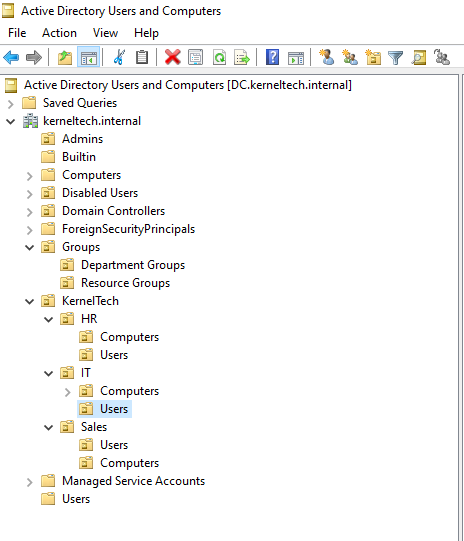 Active Directory Users and Computers
File Action View Help
Active Directory Users and Computers [DC.kerneltech.internal]
Saved Queries
kerneltech.internal
Admins
Builtin
Computers
Disabled Users
Domain Controllers
ForeignSecurityPrincipals
Groups
Department Groups
Resource Groups
KernelTech
HR
Computers
Users
IT
Computers
Users
Sales
Users
Computers
Managed Service Accounts
Users